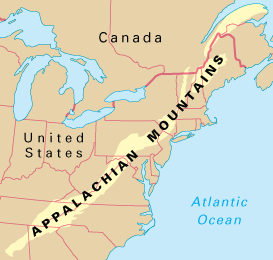 Canada
United
States
APPALACHIAN MOUNTAINS
Atlantic
Ocean